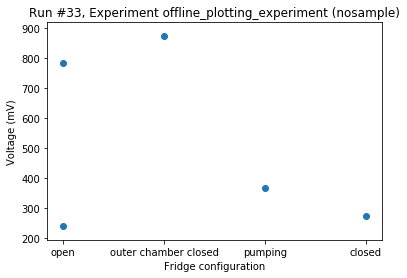 Run #33, Experiment offline_plotting_experiment (nosample)
900
800
700
600
500
400
300
200
Voltage (mV)
open outer chamber closed pumping closed
Fridge configuration